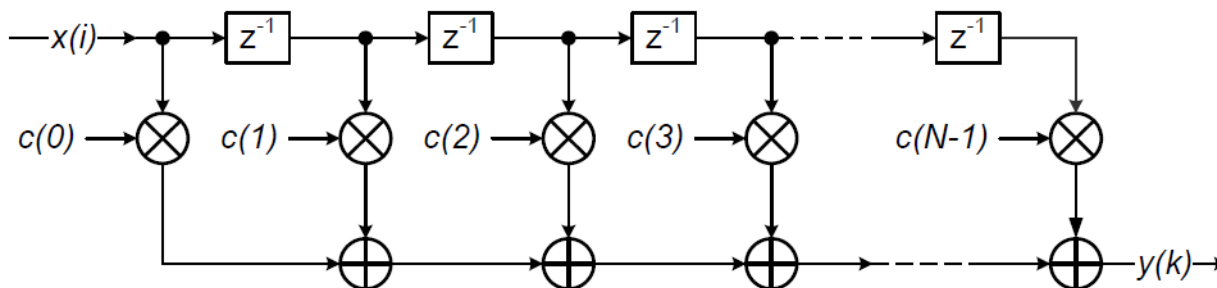 x(i) z⁻¹ z⁻¹ z⁻¹ z⁻¹
c(0) c(1) c(2) c(3) c(N-1)
y(k)